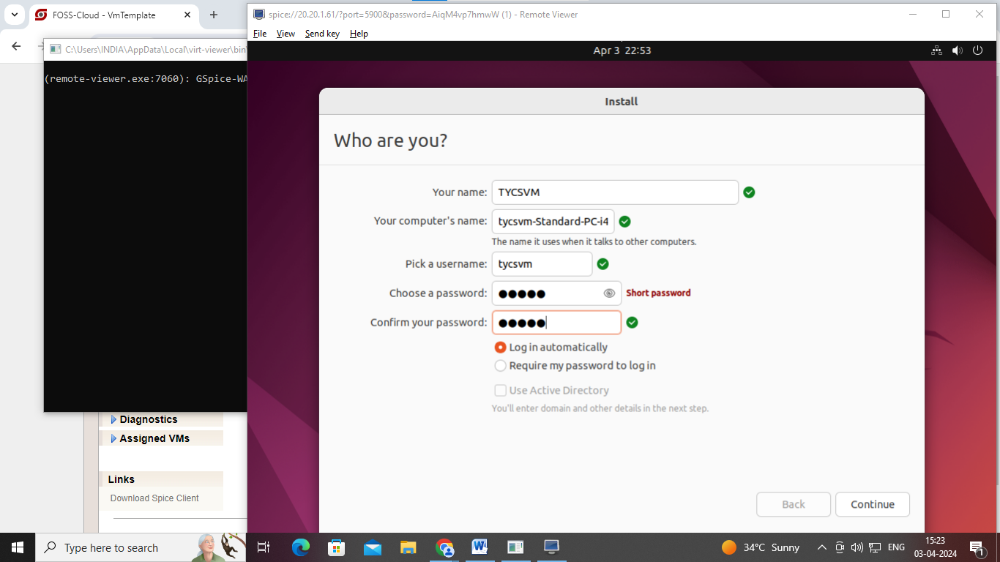 FOSS-Cloud - VmTemplate
spice://20.20.1.61/?port=5900&password=AiqM4vp7hmwW (1) - Remote Viewer
File View Send key Help
C:\Users\INDIA\AppData\Local\virt-viewer\bin\
(remote-viewer.exe:7060): GSpice-WA
Apr 3 22:53
Install
Who are you?
Your name: TYCSVM
Your computer's name: tycsvm-Standard-PC-i4
The name it uses when it talks to other computers.
Pick a username: tycsvm
Choose a password: ●●●●● Short password
Confirm your password: ●●●●●
Log in automatically
Require my password to log in
Use Active Directory
You'll enter domain and other details in the next step.
Back Continue
Diagnostics
Assigned VMs
Links
Download Spice Client
Type here to search
34°C Sunny
ENG
15:23
03-04-2024
1